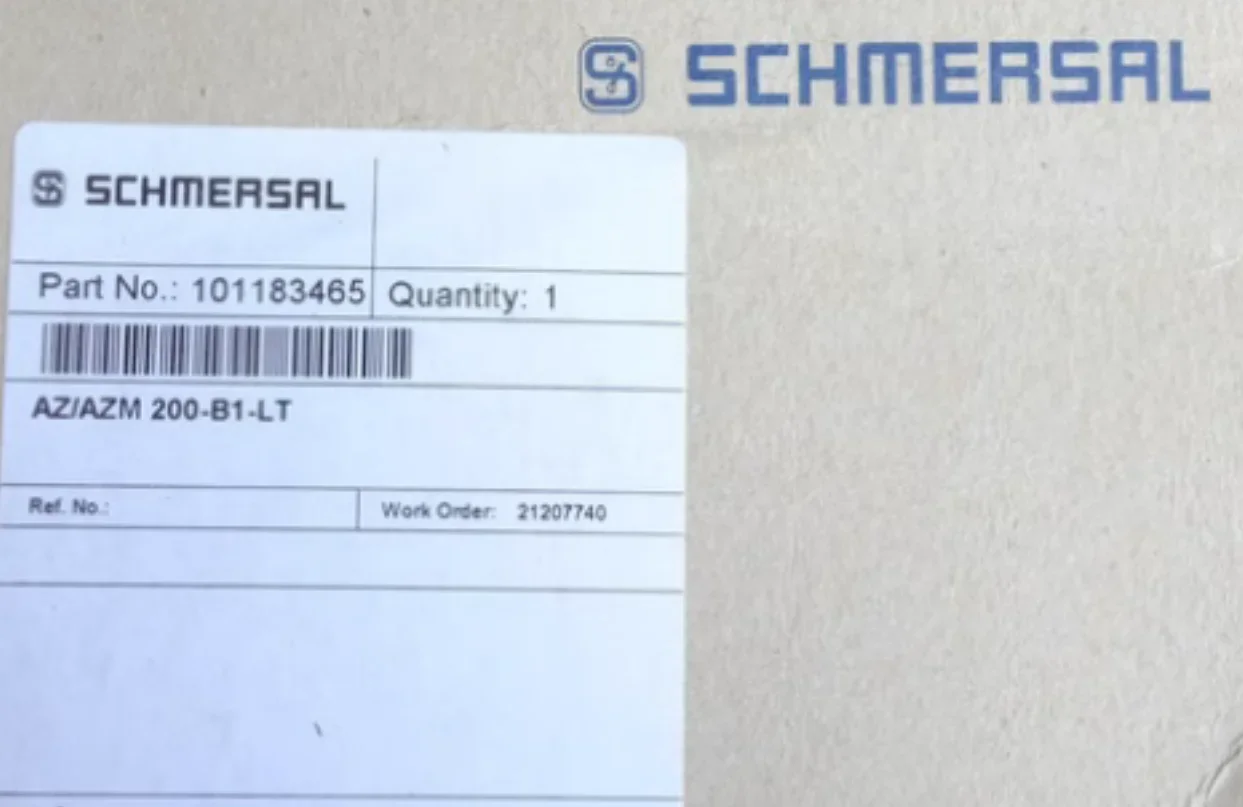 SCHMERSAL
SCHMERSAL
Part No.: 101183465 Quantity: 1
AZ/AZM 200-B1-LT
Ref. No.: Work Order: 21207740